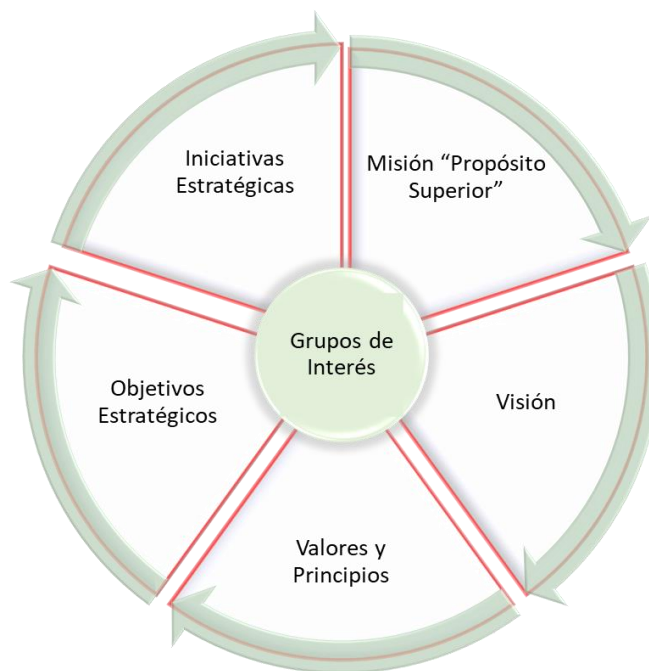 Iniciativas
Estratégicas
Misión “Propósito
Superior”
Grupos de
Interés
Objetivos
Estratégicos
Visión
Valores y
Principios